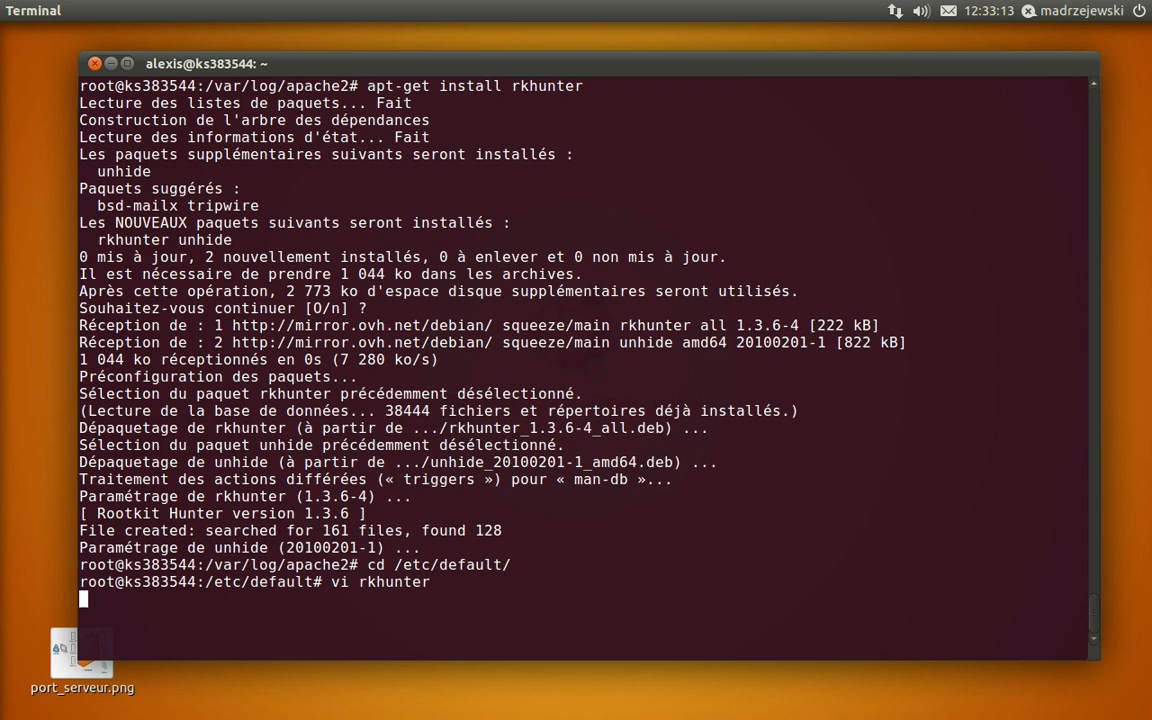 Terminal
12:33:13
madrzejewski
alexis@ks383544: ~
root@ks383544:/var/log/apache2# apt-get install rkhunter
Lecture des listes de paquets... Fait
Construction de l'arbre des dépendances
Lecture des informations d'état... Fait
Les paquets supplémentaires suivants seront installés :
  unhide
Paquets suggérés :
  bsd-mailx tripwire
Les NOUVEAUX paquets suivants seront installés :
  rkhunter unhide
0 mis à jour, 2 nouvellement installés, 0 à enlever et 0 non mis à jour.
Il est nécessaire de prendre 1 044 ko dans les archives.
Après cette opération, 2 773 ko d'espace disque supplémentaires seront utilisés.
Souhaitez-vous continuer [O/n] ?
Réception de : 1 http://mirror.ovh.net/debian/ squeeze/main rkhunter all 1.3.6-4 [222 kB]
Réception de : 2 http://mirror.ovh.net/debian/ squeeze/main unhide amd64 20100201-1 [822 kB]
1 044 ko réceptionnés en 0s (7 280 ko/s)
Préconfiguration des paquets...
Sélection du paquet rkhunter précédemment désélectionné.
(Lecture de la base de données... 38444 fichiers et répertoires déjà installés.)
Dépaquetage de rkhunter (à partir de .../rkhunter_1.3.6-4_all.deb) ...
Sélection du paquet unhide précédemment désélectionné.
Dépaquetage de unhide (à partir de .../unhide_20100201-1_amd64.deb) ...
Traitement des actions différées (« triggers ») pour « man-db »...
Paramétrage de rkhunter (1.3.6-4) ...
[ Rootkit Hunter version 1.3.6 ]
File created: searched for 161 files, found 128
Paramétrage de unhide (20100201-1) ...
root@ks383544:/var/log/apache2# cd /etc/default/
root@ks383544:/etc/default# vi rkhunter
port_serveur.png